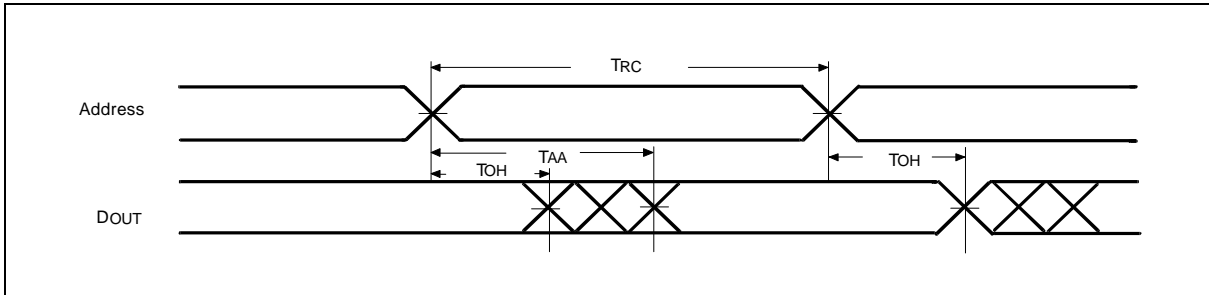 TRC
Address
TAA
TOH
TOH
DOUT